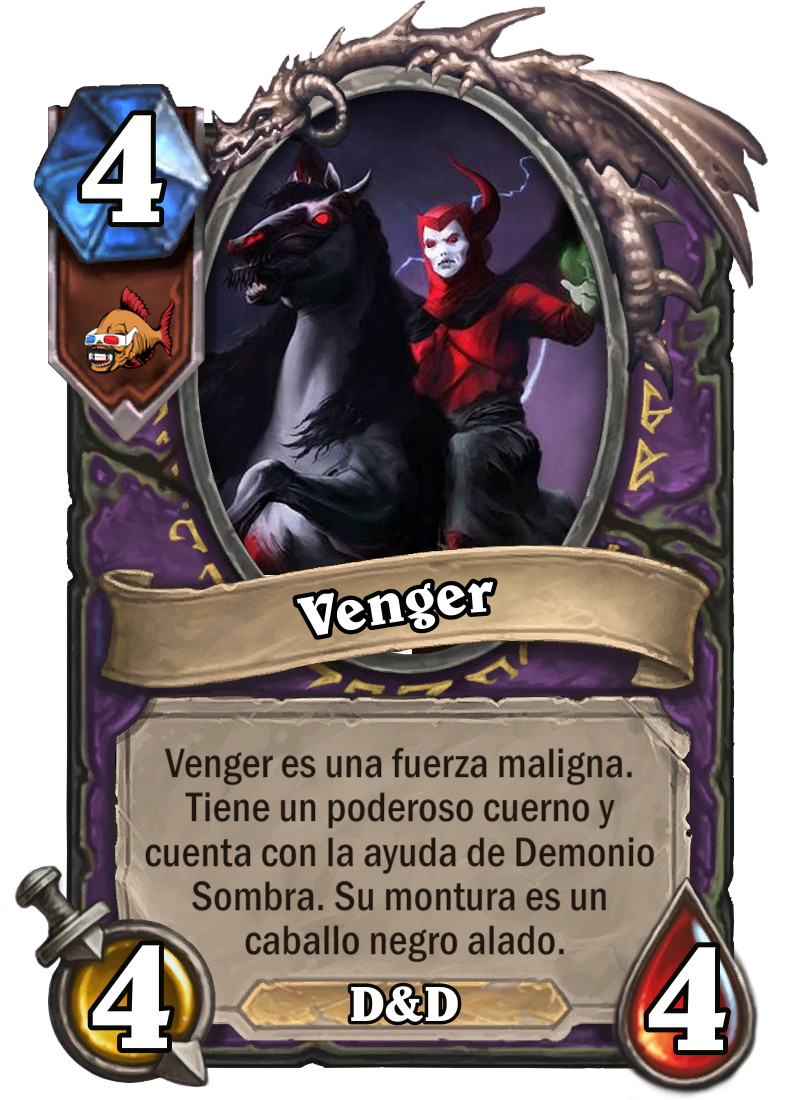 4
Venger
Venger es una fuerza maligna.
Tiene un poderoso cuerno y
cuenta con la ayuda de Demonio
Sombra. Su montura es un
caballo negro alado.
4
D&D
4